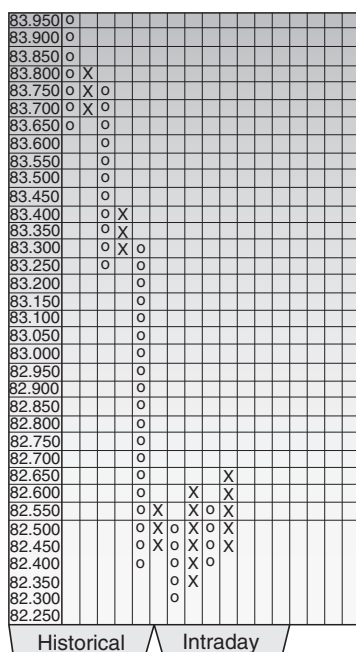 83.950 o
83.900 o
83.850 o
83.800 o X
83.750 o X o
83.700 o X o
83.650 o o
83.600 o
83.550 o
83.500 o
83.450 o
83.400 o X
83.350 o X
83.300 o X o
83.250 o o
83.200 o
83.150 o
83.100 o
83.050 o
83.000 o
82.950 o
82.900 o
82.850 o
82.800 o
82.750 o
82.700 o
82.650 o X
82.600 o X X
82.550 o X X o X
82.500 o X o X o X
82.450 o X o X o X
82.400 o o X o
82.350 o X
82.300 o
82.250
Historical Intraday